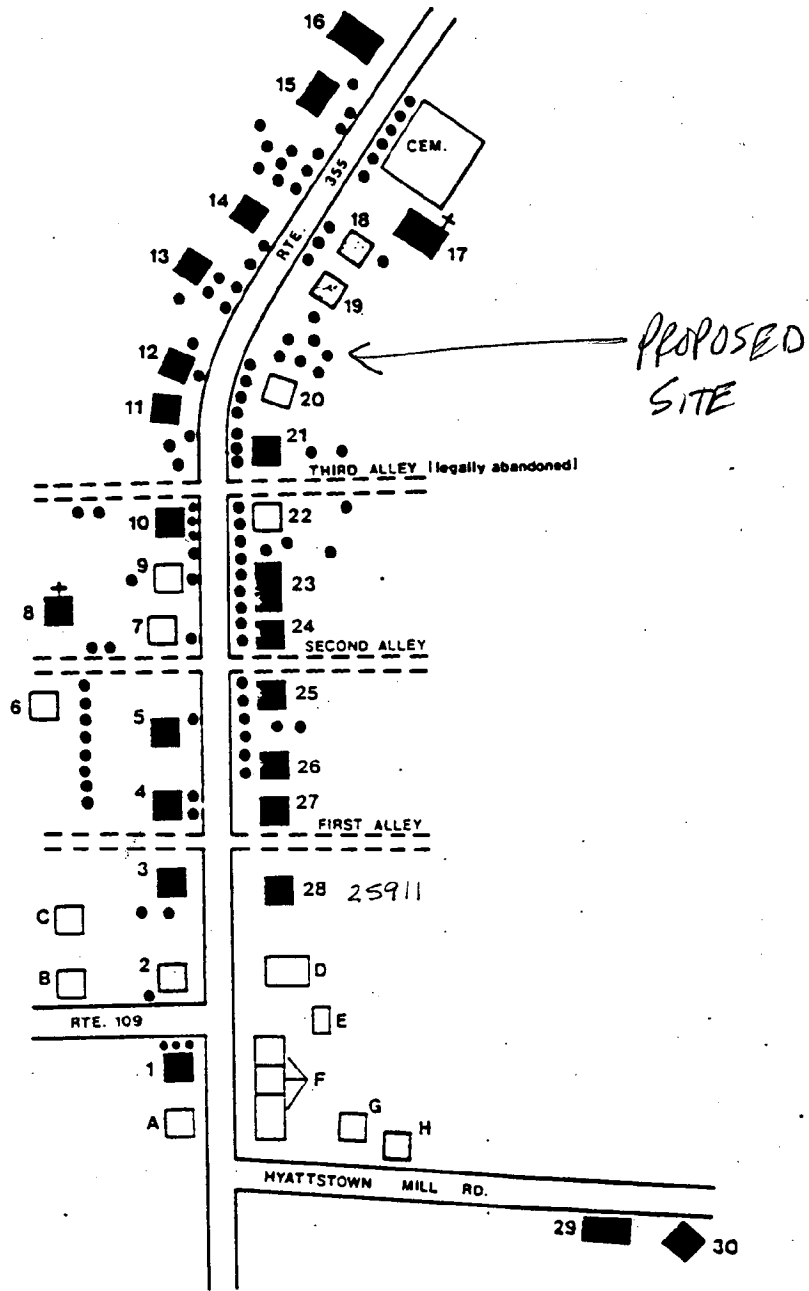 16
15
CEM.
RTE. 355
14
18
17
13
19
PROPOSED
SITE
12
11
20
21
THIRD ALLEY (legally abandoned)
10
22
9
23
8
7
24
SECOND ALLEY
6
25
5
26
4
27
FIRST ALLEY
3
28 25911
C
2
D
B
E
RTE. 109
1
F
A
G
H
HYATTSTOWN MILL RD.
29
30